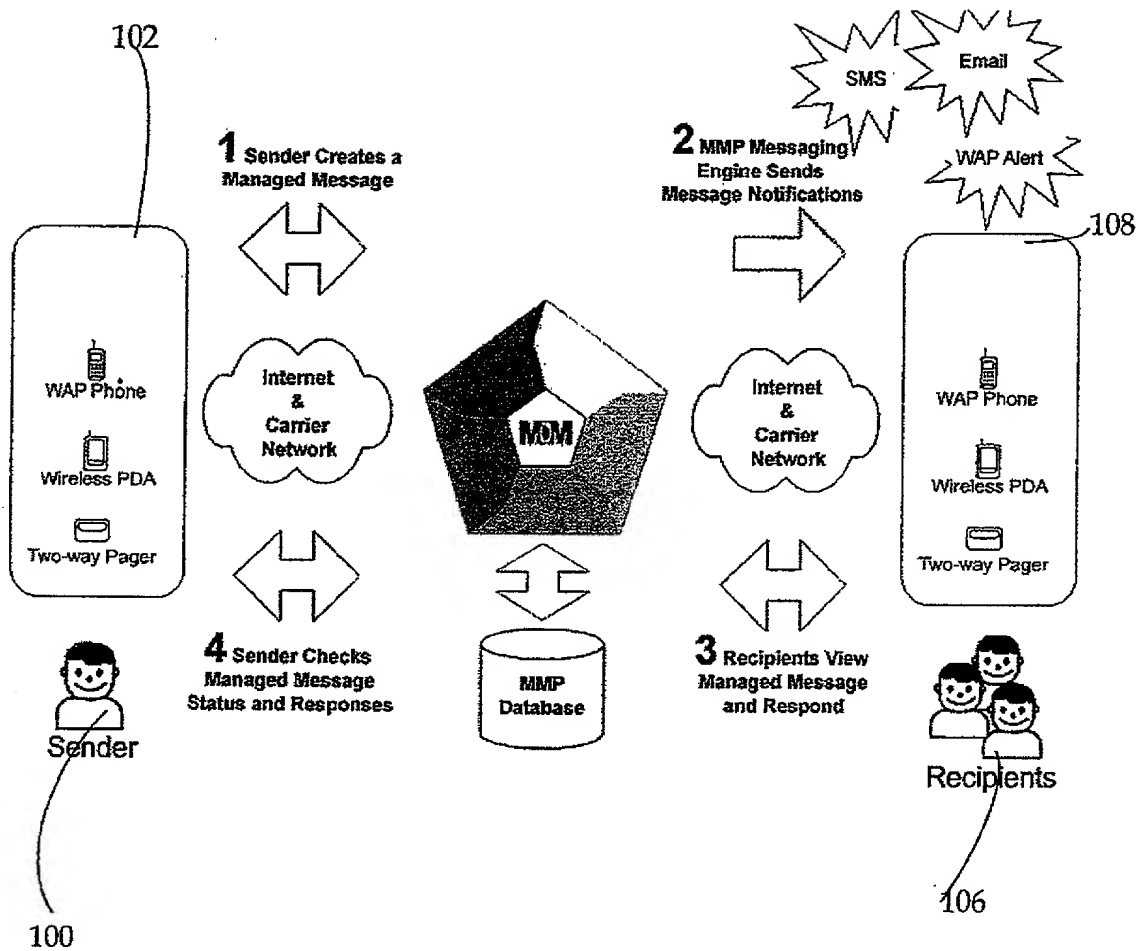 102
SMS
Email
1 Sender Creates a
Managed Message
2 MMP Messaging
Engine Sends
Message Notifications
WAP Alert
108
WAP Phone
Wireless PDA
Two-way Pager
Internet
&
Carrier
Network
Internet
&
Carrier
Network
WAP Phone
Wireless PDA
Two-way Pager
4 Sender Checks
Managed Message
Status and Responses
MMP
Database
3 Recipients View
Managed Message
and Respond
Sender
Recipients
100
106